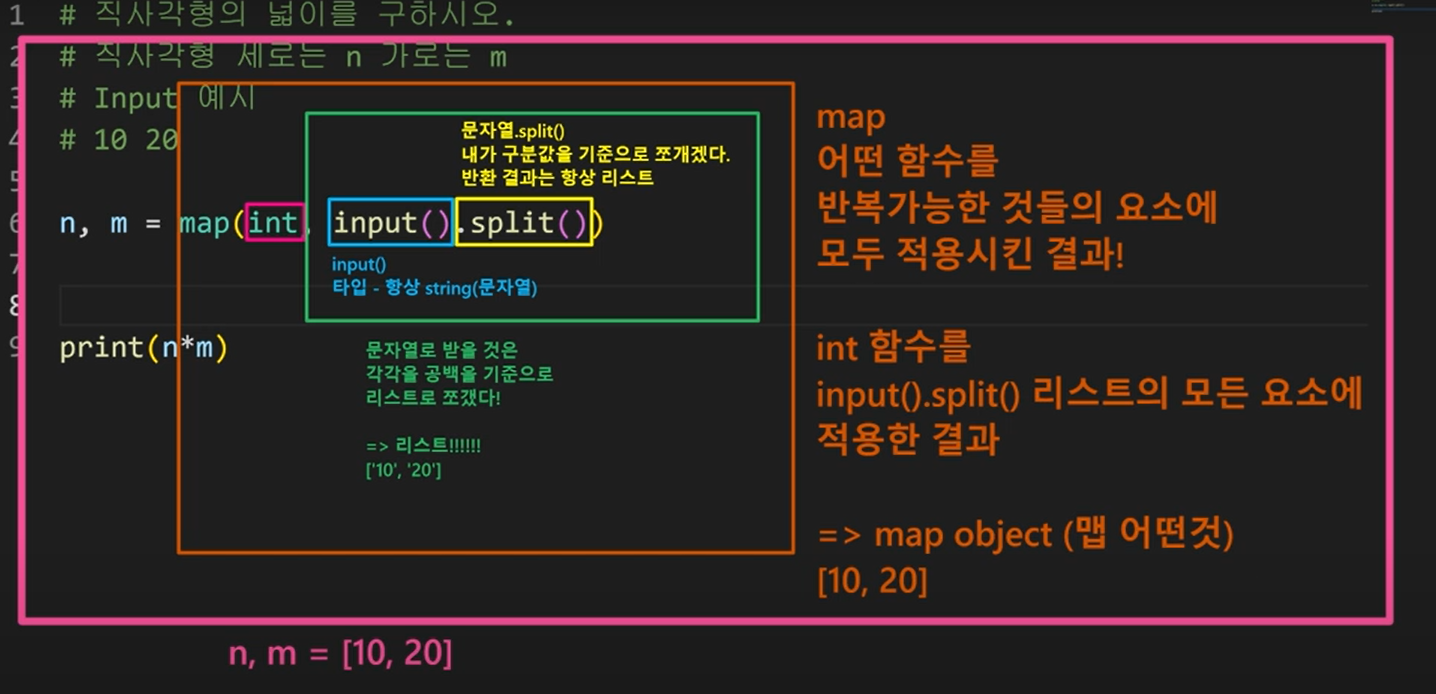 1 # 직사각형의 넓이를 구하시오.
2 # 직사각형 세로는 n 가로는 m
3 # Input 예시
4 # 10 20
5
문자열.split()
내가 구분값을 기준으로 쪼개겠다.
반환 결과는 항상 리스트
6 n, m = map(int, input().split())
input()
타입 - 항상 string(문자열)
7
8
9 print(n*m)
문자열로 받을 것은
각각을 공백을 기준으로
리스트로 쪼갰다!
=> 리스트!!!!!!
['10', '20']
map
어떤 함수를
반복가능한 것들의 요소에
모두 적용시킨 결과!
int 함수를
input().split() 리스트의 모든 요소에
적용한 결과
=> map object (맵 어떤것)
[10, 20]
n, m = [10, 20]